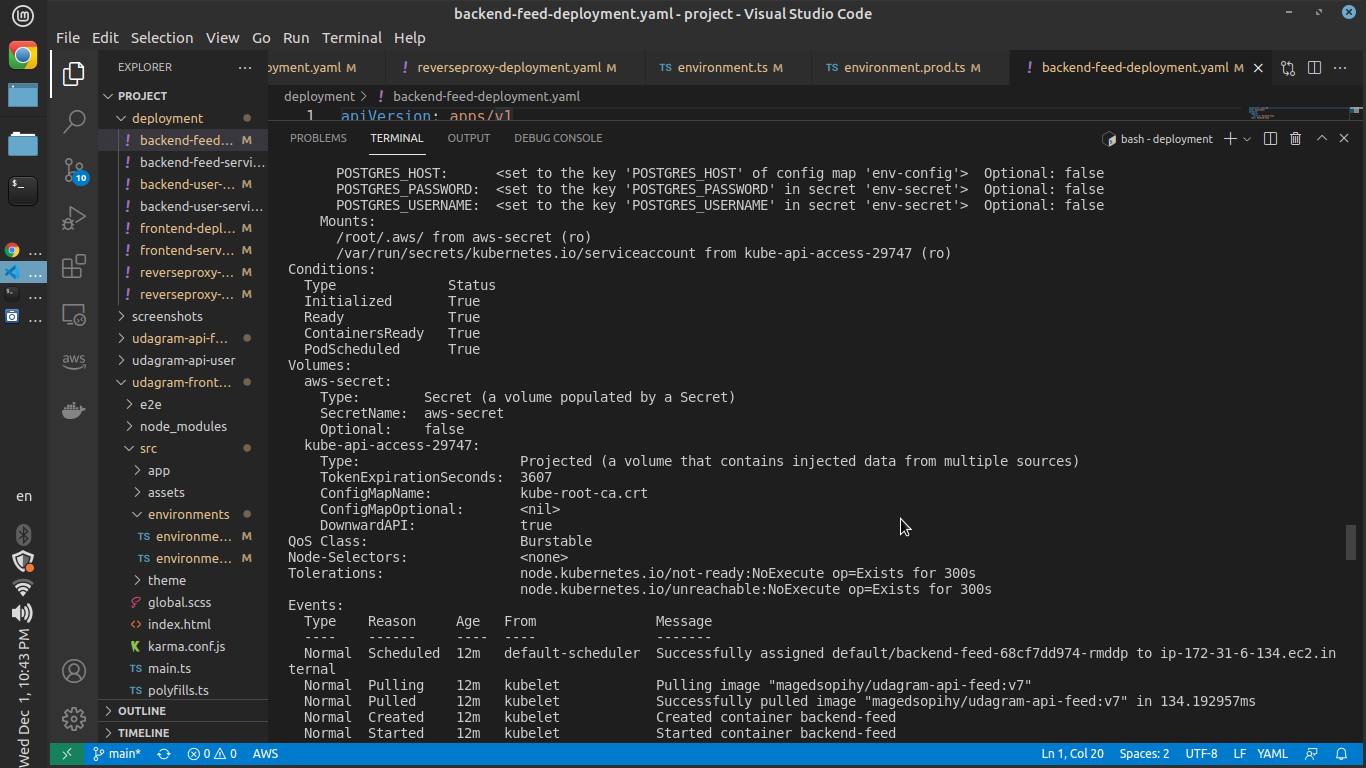 backend-feed-deployment.yaml - project - Visual Studio Code
File Edit Selection View Go Run Terminal Help
EXPLORER ...
oyment.yaml M
! reverseproxy-deployment.yaml M
TS environment.ts M
TS environment.prod.ts M
! backend-feed-deployment.yaml M
deployment > ! backend-feed-deployment.yaml
1 apiVersion: apps/v1
PROJECT
deployment
! backend-feed... M
! backend-feed-servi...
! backend-user-... M
! backend-user-servi...
! frontend-depl... M
! frontend-serv... M
! reverseproxy-... M
! reverseproxy-... M
screenshots
udagram-api-f...
udagram-api-user
udagram-front...
e2e
node_modules
src
app
assets
environments
TS environme... M
TS environme... M
theme
global.scss
<> index.html
karma.conf.js
TS main.ts
TS polyfills.ts
OUTLINE
TIMELINE
10
aws
en
Wed Dec 1, 10:43 PM
PROBLEMS TERMINAL OUTPUT DEBUG CONSOLE
bash - deployment
POSTGRES_HOST: <set to the key 'POSTGRES_HOST' of config map 'env-config'> Optional: false
POSTGRES_PASSWORD: <set to the key 'POSTGRES_PASSWORD' in secret 'env-secret'> Optional: false
POSTGRES_USERNAME: <set to the key 'POSTGRES_USERNAME' in secret 'env-secret'> Optional: false
Mounts:
/root/.aws/ from aws-secret (ro)
/var/run/secrets/kubernetes.io/serviceaccount from kube-api-access-29747 (ro)
Conditions:
Type Status
Initialized True
Ready True
ContainersReady True
PodScheduled True
Volumes:
aws-secret:
Type: Secret (a volume populated by a Secret)
SecretName: aws-secret
Optional: false
kube-api-access-29747:
Type: Projected (a volume that contains injected data from multiple sources)
TokenExpirationSeconds: 3607
ConfigMapName: kube-root-ca.crt
ConfigMapOptional: <nil>
DownwardAPI: true
QoS Class: Burstable
Node-Selectors: <none>
Tolerations: node.kubernetes.io/not-ready:NoExecute op=Exists for 300s
node.kubernetes.io/unreachable:NoExecute op=Exists for 300s
Events:
Type Reason Age From Message
---- ------ ---- ---- -------
Normal Scheduled 12m default-scheduler Successfully assigned default/backend-feed-68cf7dd974-rmddp to ip-172-31-6-134.ec2.in
ternal
Normal Pulling 12m kubelet Pulling image "magedsopihy/udagram-api-feed:v7"
Normal Pulled 12m kubelet Successfully pulled image "magedsopihy/udagram-api-feed:v7" in 134.192957ms
Normal Created 12m kubelet Created container backend-feed
Normal Started 12m kubelet Started container backend-feed
main* 0 0 AWS
Ln 1, Col 20 Spaces: 2 UTF-8 LF YAML